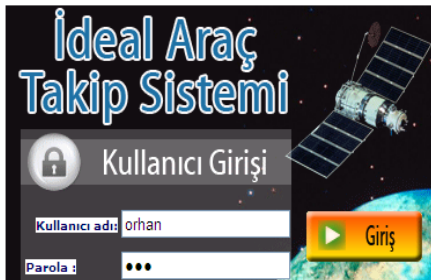 İdeal Araç
Takip Sistemi
Kullanıcı Girişi
Kullanıcı adı: orhan
Giriş
Parola : •••